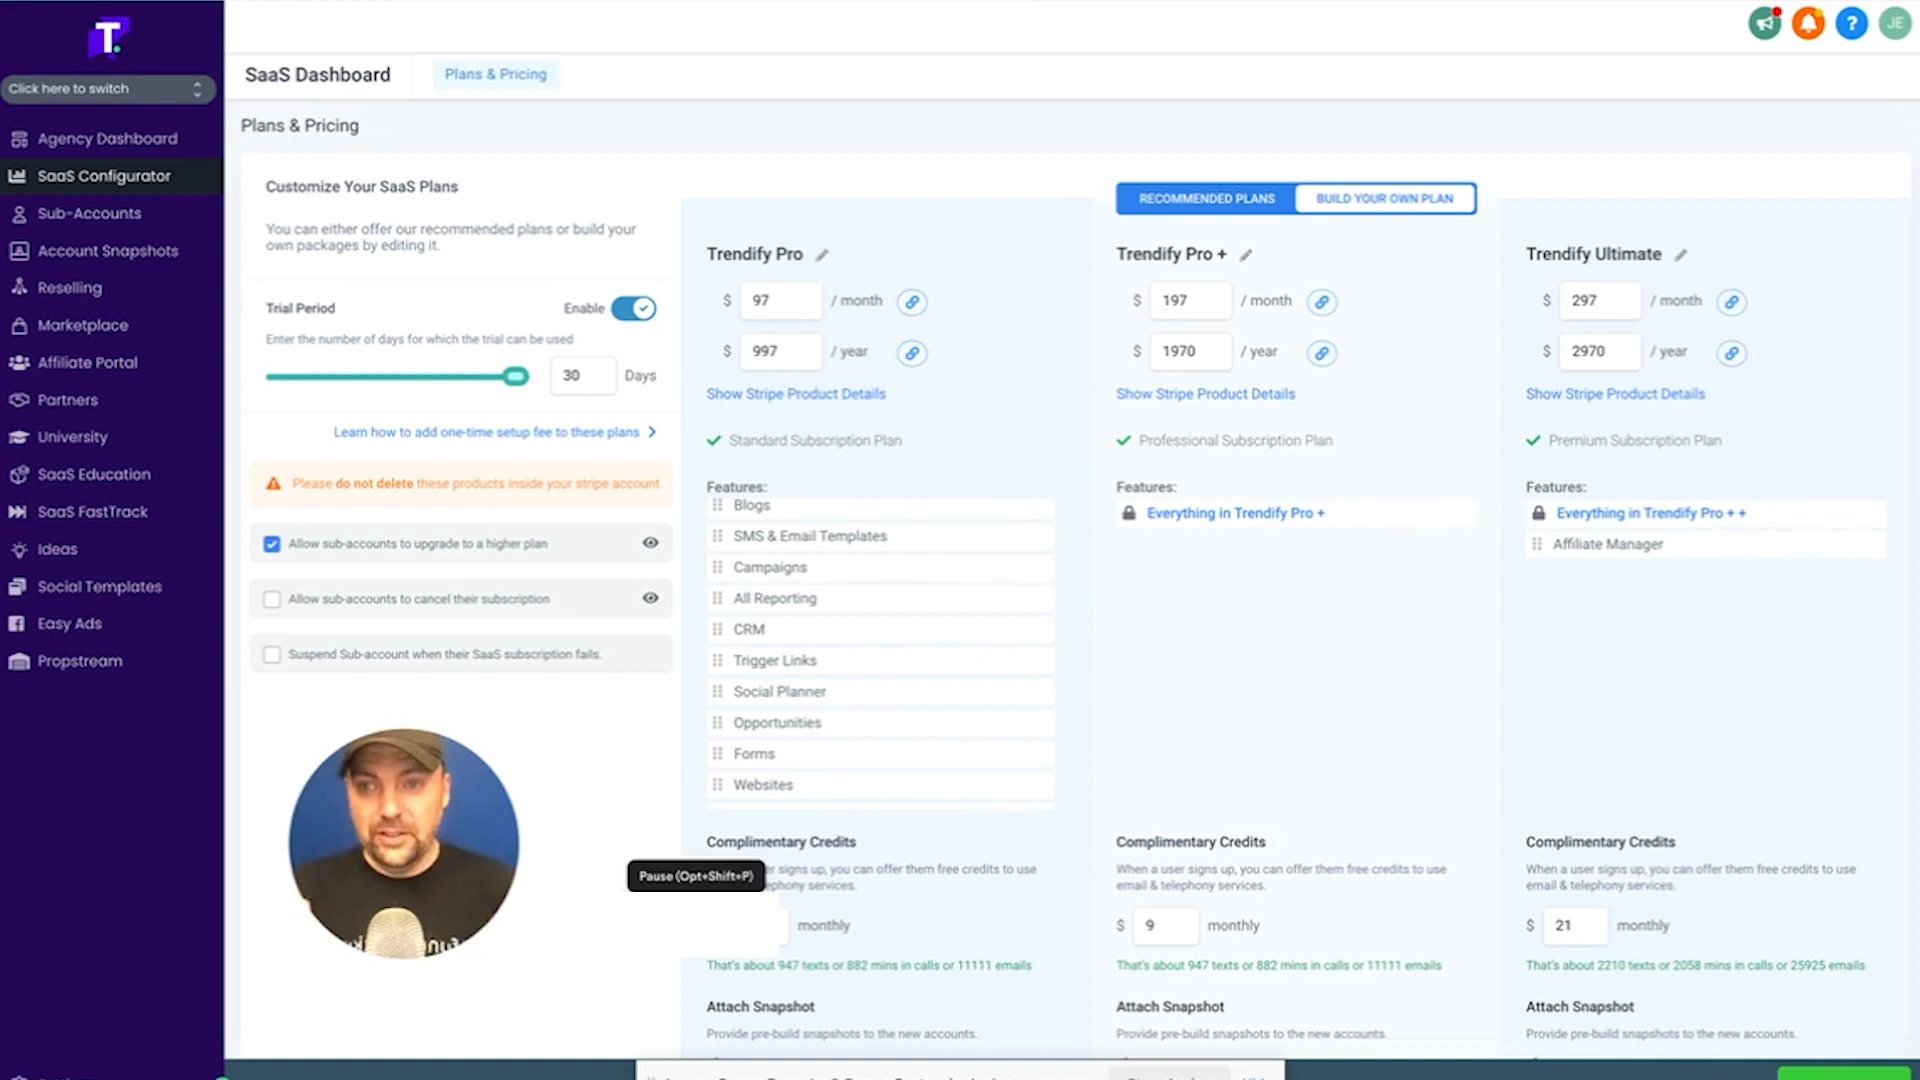 T.
JE
Click here to switch
Agency Dashboard
SaaS Configurator
Sub-Accounts
Account Snapshots
Reselling
Marketplace
Affiliate Portal
Partners
University
SaaS Education
SaaS FastTrack
Ideas
Social Templates
Easy Ads
Propstream
SaaS Dashboard
Plans & Pricing
Plans & Pricing
Customize Your SaaS Plans
You can either offer our recommended plans or build your
own packages by editing it.
Trial Period
Enable
Enter the number of days for which the trial can be used
30 Days
Learn how to add one-time setup fee to these plans >
Please do not delete these products inside your stripe account
Allow sub-accounts to upgrade to a higher plan
Allow sub-accounts to cancel their subscription
Suspend Sub-account when their SaaS subscription fails.
Pause (Opt+Shift+P)
RECOMMENDED PLANS
BUILD YOUR OWN PLAN
Trendify Pro
$ 97 / month
$ 997 / year
Show Stripe Product Details
Standard Subscription Plan
Features:
Blogs
SMS & Email Templates
Campaigns
All Reporting
CRM
Trigger Links
Social Planner
Opportunities
Forms
Websites
Complimentary Credits
er signs up, you can offer them free credits to use
ephony services.
monthly
That's about 947 texts or 882 mins in calls or 11111 emails
Attach Snapshot
Provide pre-build snapshots to the new accounts.
Trendify Pro +
$ 197 / month
$ 1970 / year
Show Stripe Product Details
Professional Subscription Plan
Features:
Everything in Trendify Pro +
Complimentary Credits
When a user signs up, you can offer them free credits to use
email & telephony services.
$ 9 monthly
That's about 947 texts or 882 mins in calls or 11111 emails
Attach Snapshot
Provide pre-build snapshots to the new accounts.
Trendify Ultimate
$ 297 / month
$ 2970 / year
Show Stripe Product Details
Premium Subscription Plan
Features:
Everything in Trendify Pro + +
Affiliate Manager
Complimentary Credits
When a user signs up, you can offer them free credits to use
email & telephony services.
$ 21 monthly
That's about 2210 texts or 2058 mins in calls or 25925 emails
Attach Snapshot
Provide pre-build snapshots to the new accounts.